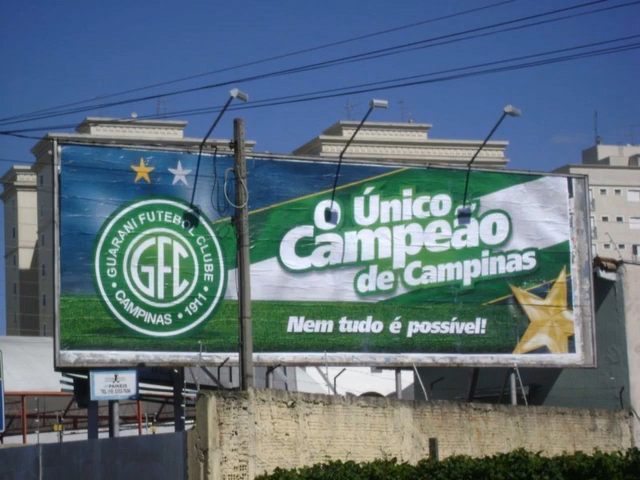 GUARANI FUTEBOL CLUBE
GFC
CAMPINAS • 1911
O Único
Campeão
de Campinas
Nem tudo é possível!